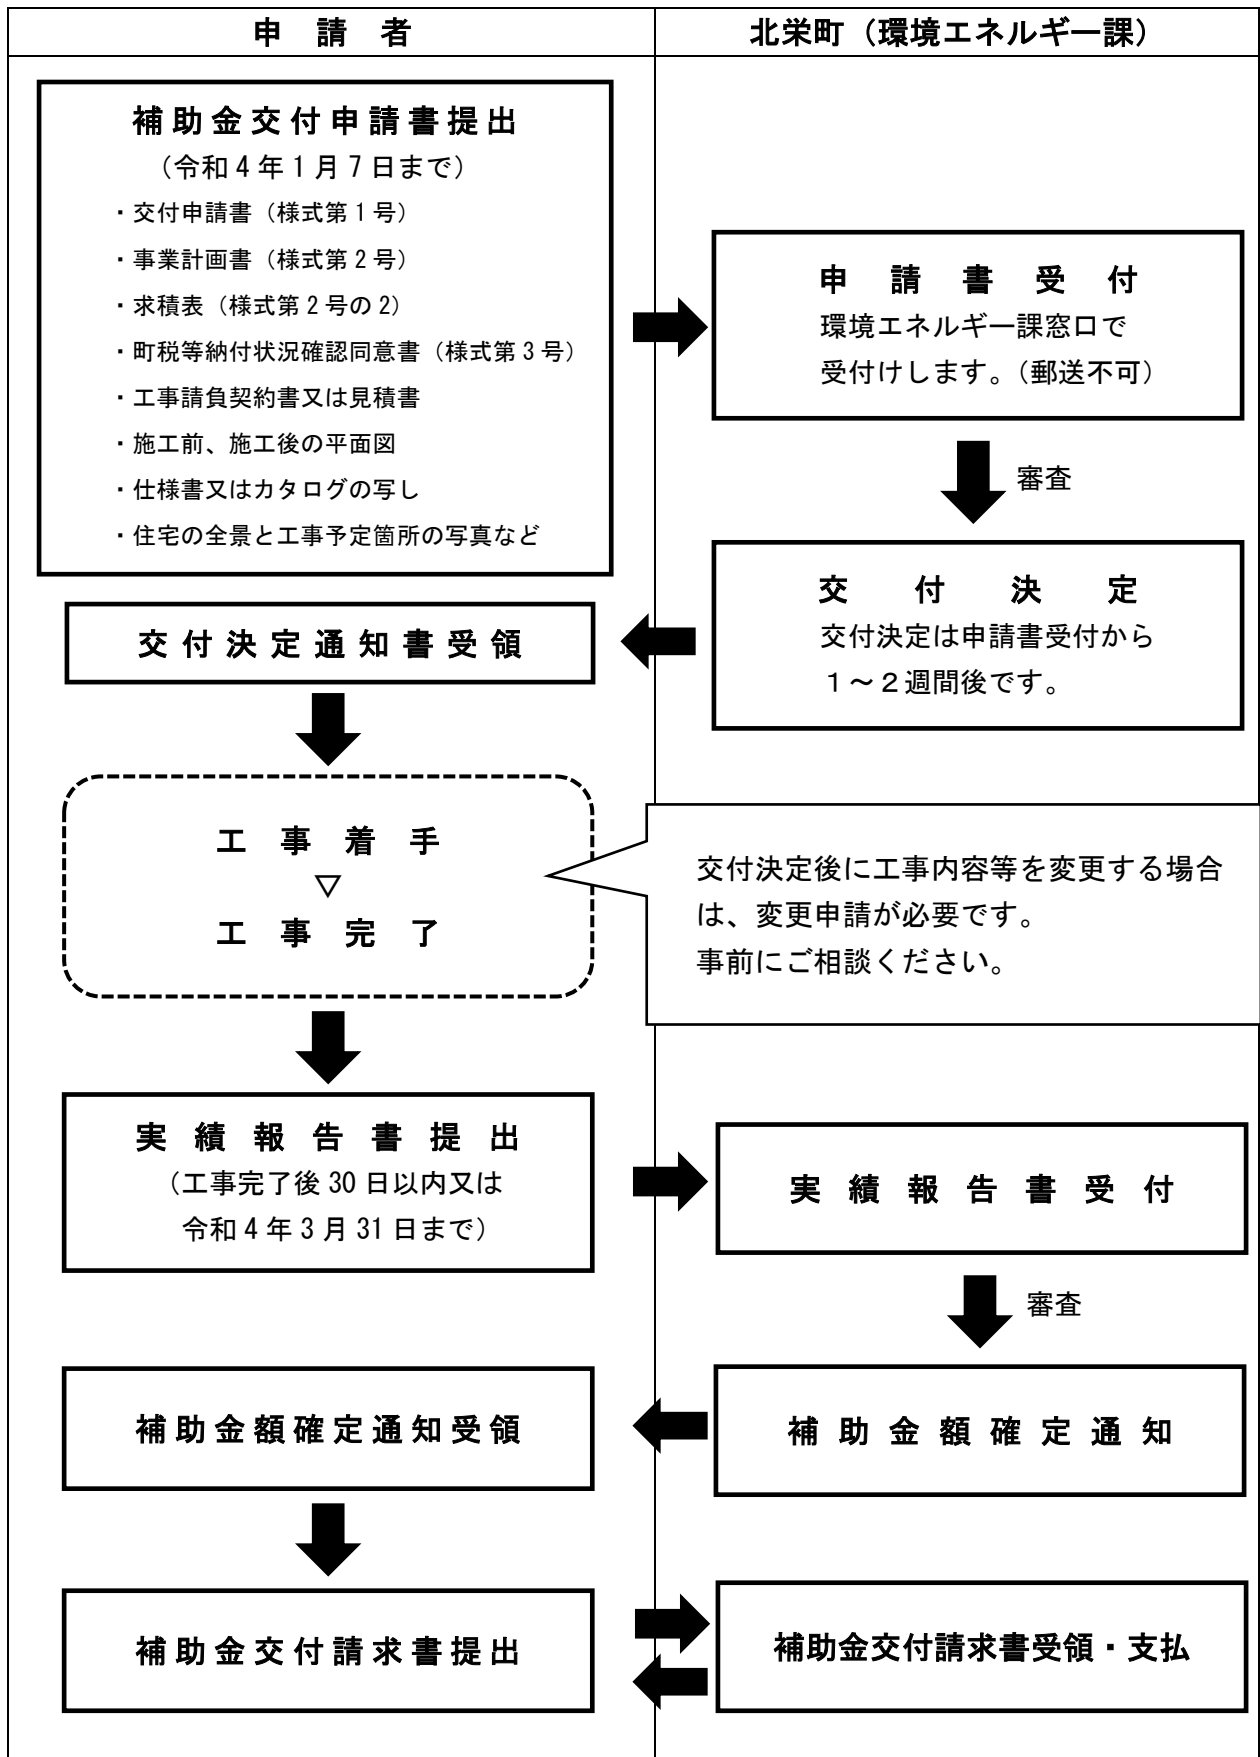 申請者
北栄町（環境エネルギー課）
補助金交付申請書提出
（令和４年１月７日まで）
・交付申請書（様式第１号）
・事業計画書（様式第２号）
・求積表（様式第２号の２）
・町税等納付状況確認同意書（様式第３号）
・工事請負契約書又は見積書
・施工前、施工後の平面図
・仕様書又はカタログの写し
・住宅の全景と工事予定箇所の写真など
申請書受付
環境エネルギー課窓口で
受付けします。（郵送不可）
審査
交付決定
交付決定は申請書受付から
１～２週間後です。
交付決定通知書受領
工事着手
▽
工事完了
交付決定後に工事内容等を変更する場合
は、変更申請が必要です。
事前にご相談ください。
実績報告書提出
（工事完了後 30 日以内又は
令和４年３月 31 日まで）
実績報告書受付
審査
補助金額確定通知
補助金額確定通知受領
補助金交付請求書提出
補助金交付請求書受領・支払